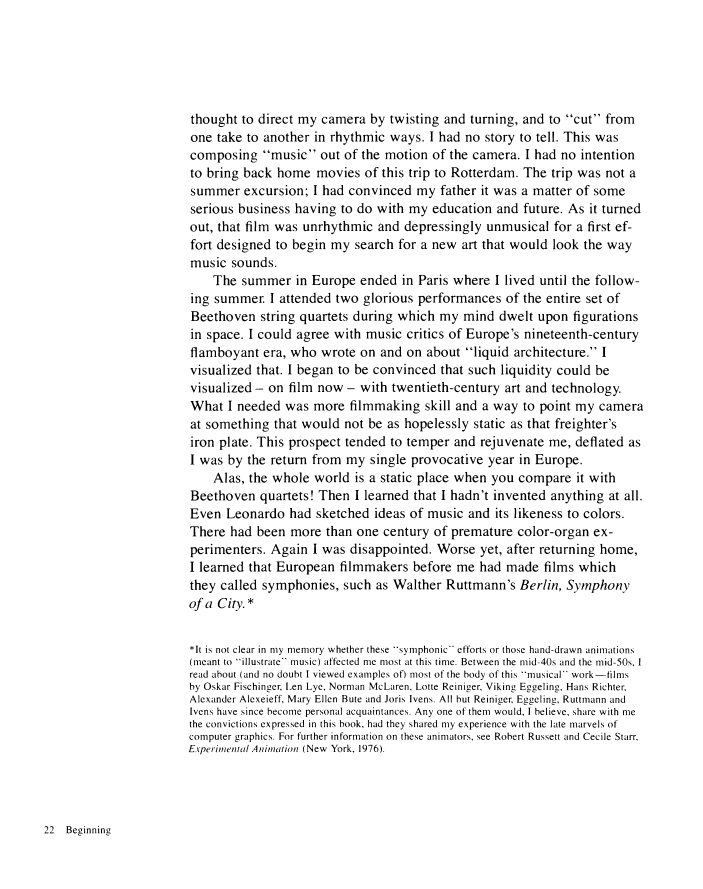 thought to direct my camera by twisting and turning, and to ‘‘cut’’ from
one take to another in rhythmic ways. I had no story to tell. This was
composing ‘‘music’’ out of the motion of the camera. I had no intention
to bring back home movies of this trip to Rotterdam. The trip was not a
summer excursion; I had convinced my father it was a matter of some
serious business having to do with my education and future. As it turned
out, that film was unrhythmic and depressingly unmusical for a first ef-
fort designed to begin my search for a new art that would look the way
music sounds.
The summer in Europe ended in Paris where I lived until the follow-
ing summer. I attended two glorious performances of the entire set of
Beethoven string quartets during which my mind dwelt upon figurations
in space. I could agree with music critics of Europe's nineteenth-century
flamboyant era, who wrote on and on about ‘‘liquid architecture.’’ I
visualized that. I began to be convinced that such liquidity could be
visualized – on film now – with twentieth-century art and technology.
What I needed was more filmmaking skill and a way to point my camera
at something that would not be as hopelessly static as that freighter's
iron plate. This prospect tended to temper and rejuvenate me, deflated as
I was by the return from my single provocative year in Europe.
Alas, the whole world is a static place when you compare it with
Beethoven quartets! Then I learned that I hadn't invented anything at all.
Even Leonardo had sketched ideas of music and its likeness to colors.
There had been more than one century of premature color-organ ex-
perimenters. Again I was disappointed. Worse yet, after returning home,
I learned that European filmmakers before me had made films which
they called symphonies, such as Walther Ruttmann's Berlin, Symphony
of a City.*
*It is not clear in my memory whether these ‘‘symphonic’’ efforts or those hand-drawn animations
(meant to ‘‘illustrate’’ music) affected me most at this time. Between the mid-40s and the mid-50s, I
read about (and no doubt I viewed examples of) most of the body of this ‘‘musical’’ work—films
by Oskar Fischinger, Len Lye, Norman McLaren, Lotte Reiniger, Viking Eggeling, Hans Richter,
Alexander Alexeieff, Mary Ellen Bute and Joris Ivens. All but Reiniger, Eggeling, Ruttmann and
Ivens have since become personal acquaintances. Any one of them would, I believe, share with me
the convictions expressed in this book, had they shared my experience with the late marvels of
computer graphics. For further information on these animators, see Robert Russett and Cecile Starr,
Experimental Animation (New York, 1976).
22 Beginning